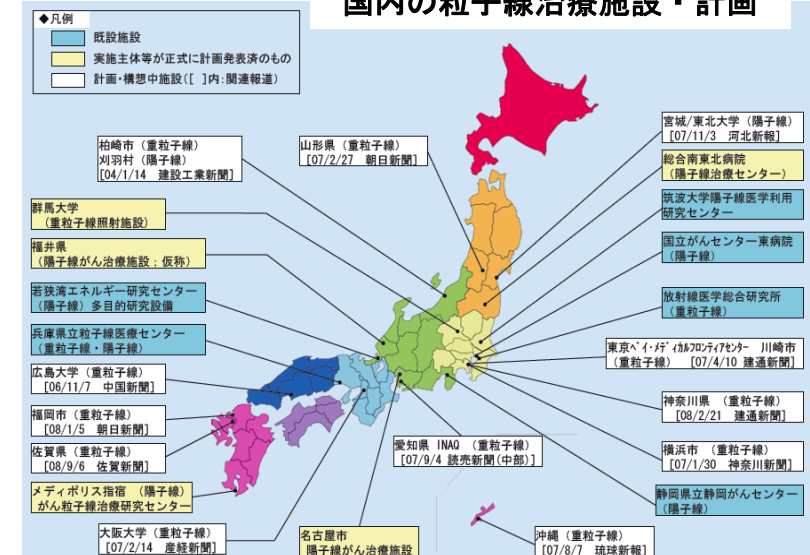 国内の粒子線治療施設・計画
◆凡例
既設施設
実施主体等が正式に計画発表済のもの
計画・構想中施設([ ]内:関連報道)
柏崎市 (重粒子線)
刈羽村 (陽子線)
[04/1/14 建設工業新聞]
山形県 (重粒子線)
[07/2/27 朝日新聞]
宮城/東北大学 (陽子線)
[07/11/3 河北新報]
総合南東北病院
(陽子線治療センター)
筑波大学陽子線医学利用
研究センター
国立がんセンター東病院
(陽子線)
放射線医学総合研究所
(重粒子線)
東京ベイ・メディカルフロンティアセンター 川崎市
(重粒子線) [07/4/10 建通新聞]
神奈川県 (重粒子線)
[08/2/21 建通新聞]
横浜市 (重粒子線)
[07/1/30 神奈川新聞]
静岡県立静岡がんセンター
(陽子線)
群馬大学
(重粒子線照射施設)
福井県
(陽子線がん治療施設;仮称)
若狭湾エネルギー研究センター
(陽子線) 多目的研究設備
兵庫県立粒子線医療センター
(重粒子線・陽子線)
広島大学 (重粒子線)
[06/11/7 中国新聞]
福岡市 (重粒子線)
[08/1/5 朝日新聞]
佐賀県 (重粒子線)
[08/9/6 佐賀新聞]
メディポリス指宿 (陽子線)
がん粒子線治療研究センター
大阪大学 (重粒子線)
[07/2/14 産経新聞]
愛知県 INAQ (重粒子線)
[07/9/4 読売新聞(中部)]
名古屋市
陽子線がん治療施設
沖縄 (重粒子線)
[07/8/7 琉球新報]